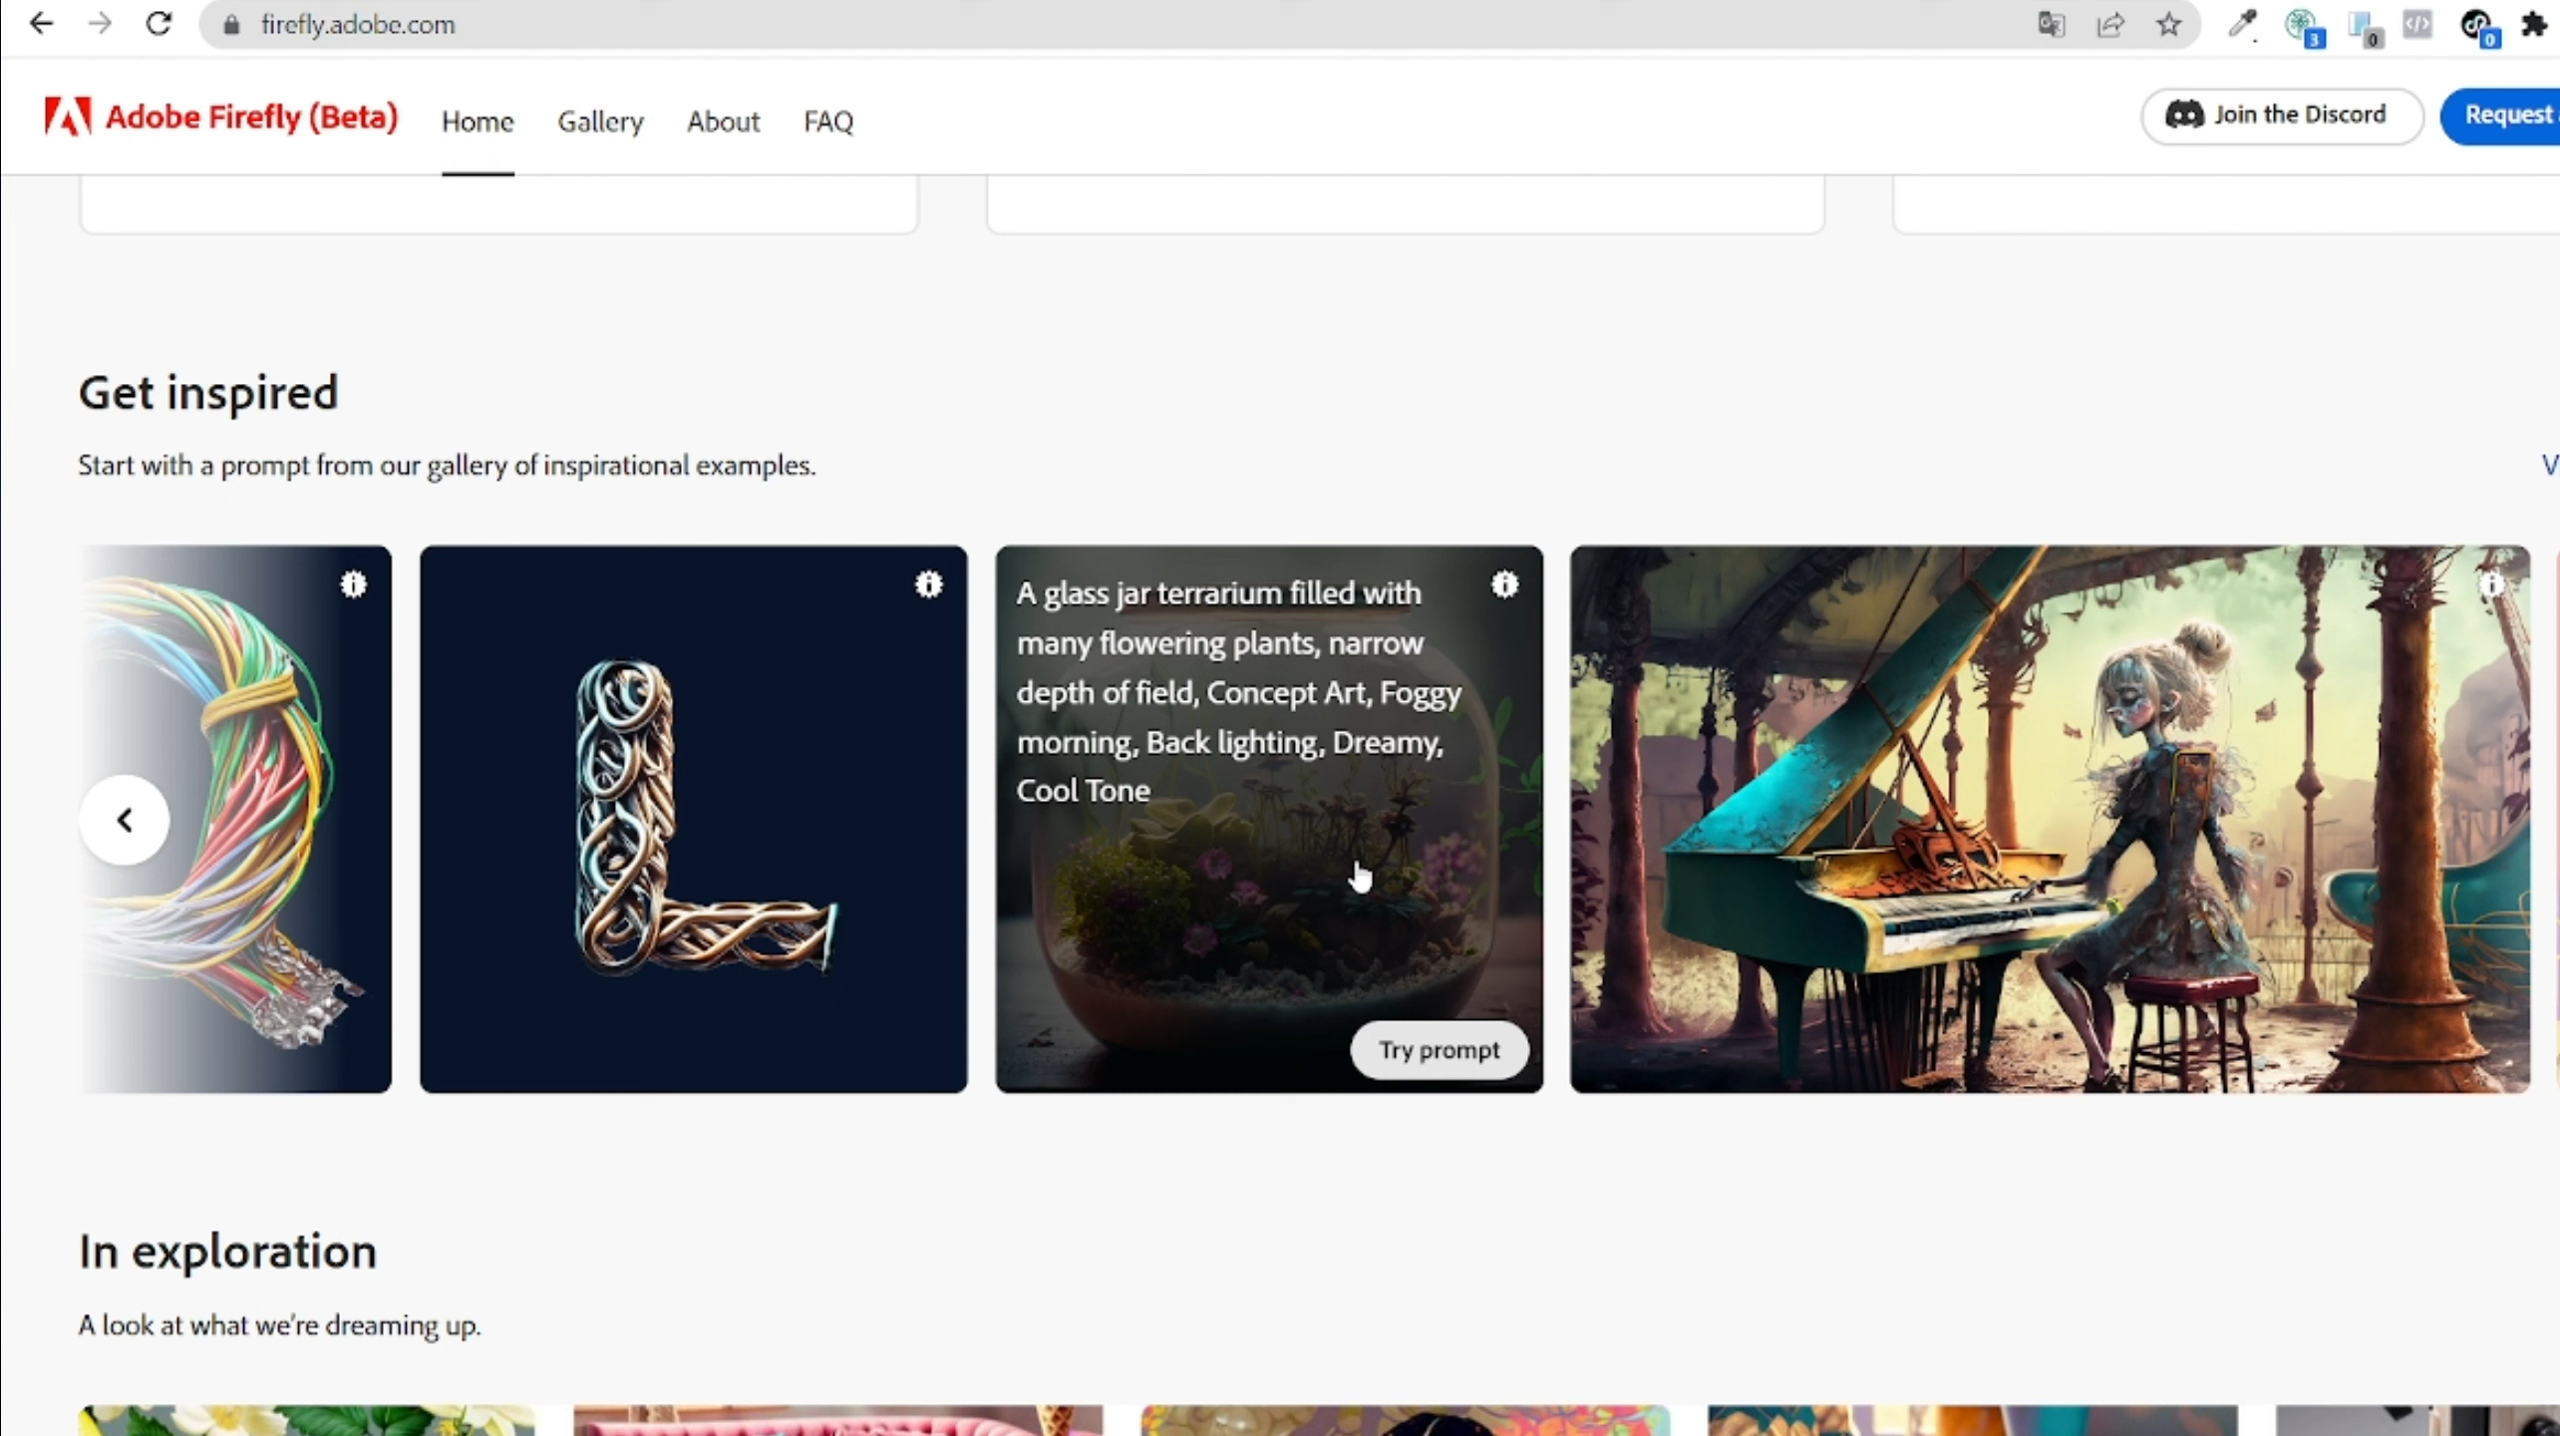 firefly.adobe.com
3
0
0
Adobe Firefly (Beta)
Home
Gallery
About
FAQ
Join the Discord
Request
Get inspired
Start with a prompt from our gallery of inspirational examples.
V
A glass jar terrarium filled with
many flowering plants, narrow
depth of field, Concept Art, Foggy
morning, Back lighting, Dreamy,
Cool Tone
Try prompt
In exploration
A look at what we're dreaming up.